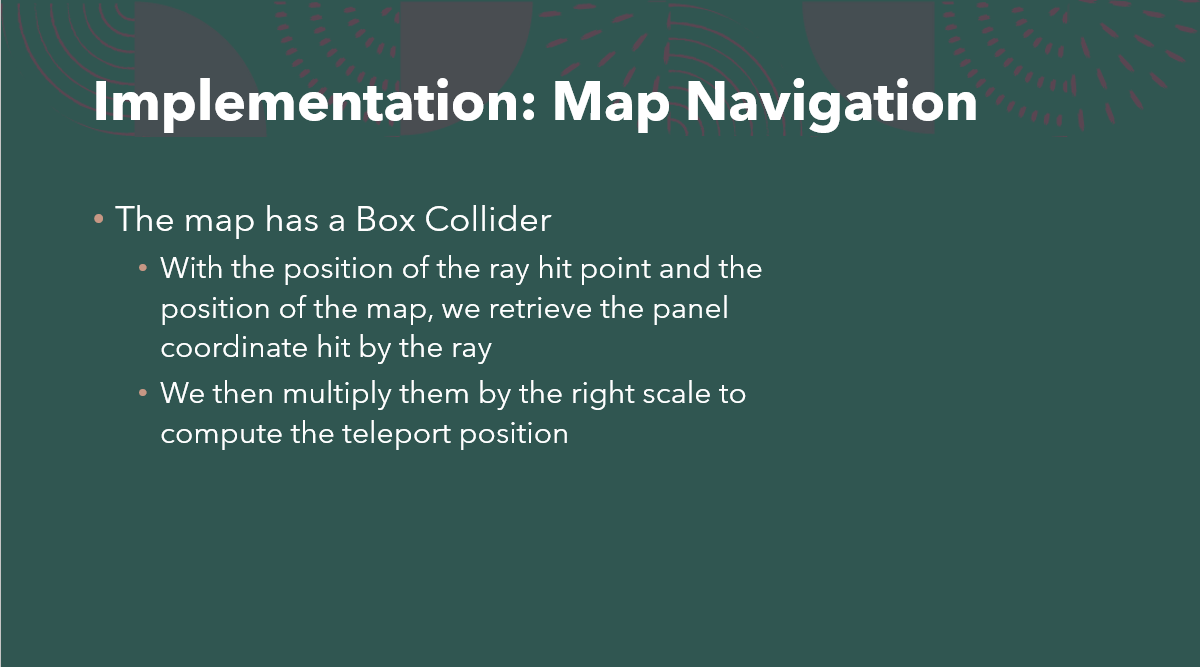 Implementation: Map Navigation
• The map has a Box Collider
• With the position of the ray hit point and the
position of the map, we retrieve the panel
coordinate hit by the ray
• We then multiply them by the right scale to
compute the teleport position